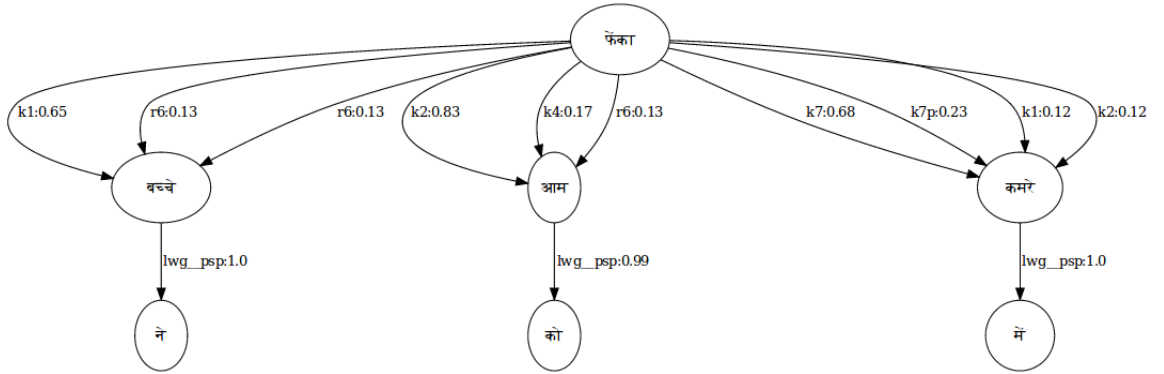 फेंका
k1:0.65 r6:0.13 r6:0.13 k2:0.83 k4:0.17 r6:0.13 k7:0.68 k7p:0.23 k1:0.12 k2:0.12
बच्चे आम कमरे
lwg__psp:1.0 lwg__psp:0.99 lwg__psp:1.0
ने को में